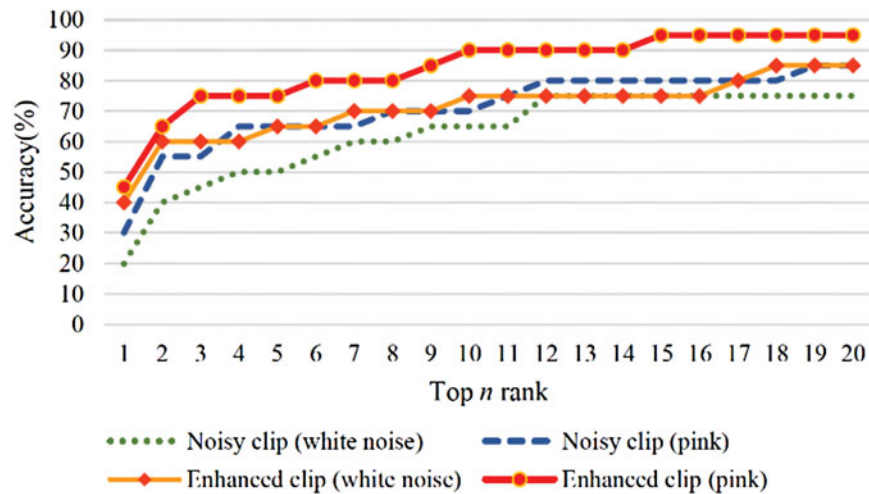 100
90
80
70
60
50
40
30
20
10
0
Accuracy(%)
1 2 3 4 5 6 7 8 9 10 11 12 13 14 15 16 17 18 19 20
Top n rank
Noisy clip (white noise) Noisy clip (pink)
Enhanced clip (white noise) Enhanced clip (pink)